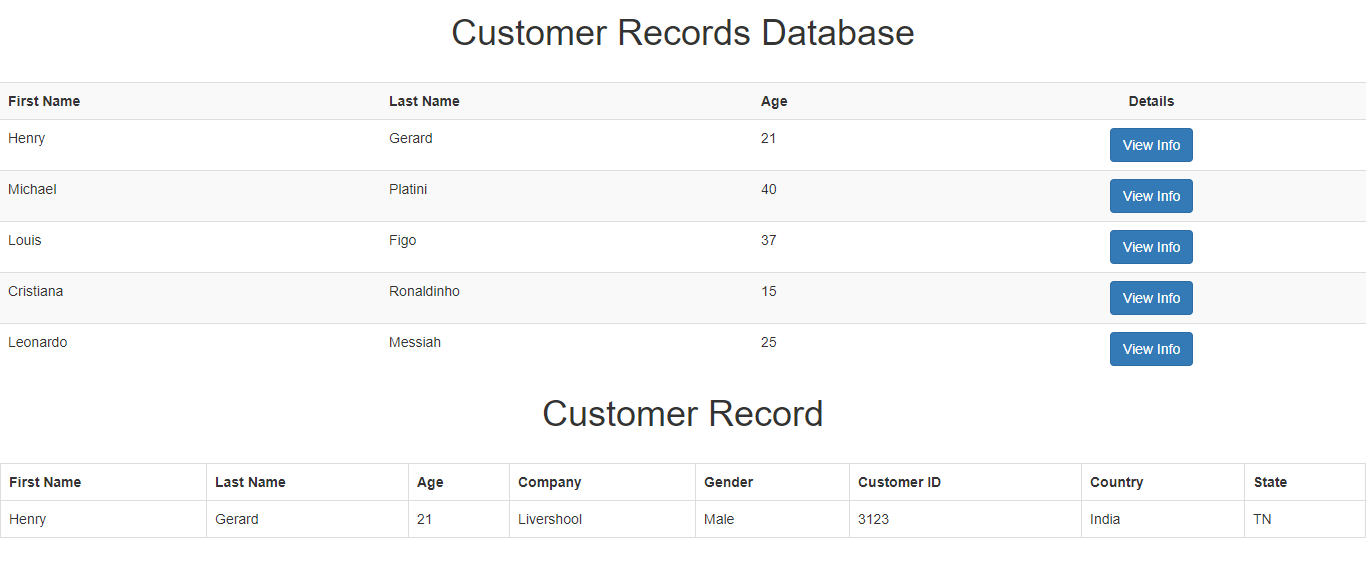 Customer Records Database
First Name Last Name Age Details
Henry Gerard 21 View Info
Michael Platini 40 View Info
Louis Figo 37 View Info
Cristiana Ronaldinho 15 View Info
Leonardo Messiah 25 View Info
Customer Record
First Name Last Name Age Company Gender Customer ID Country State
Henry Gerard 21 Livershool Male 3123 India TN